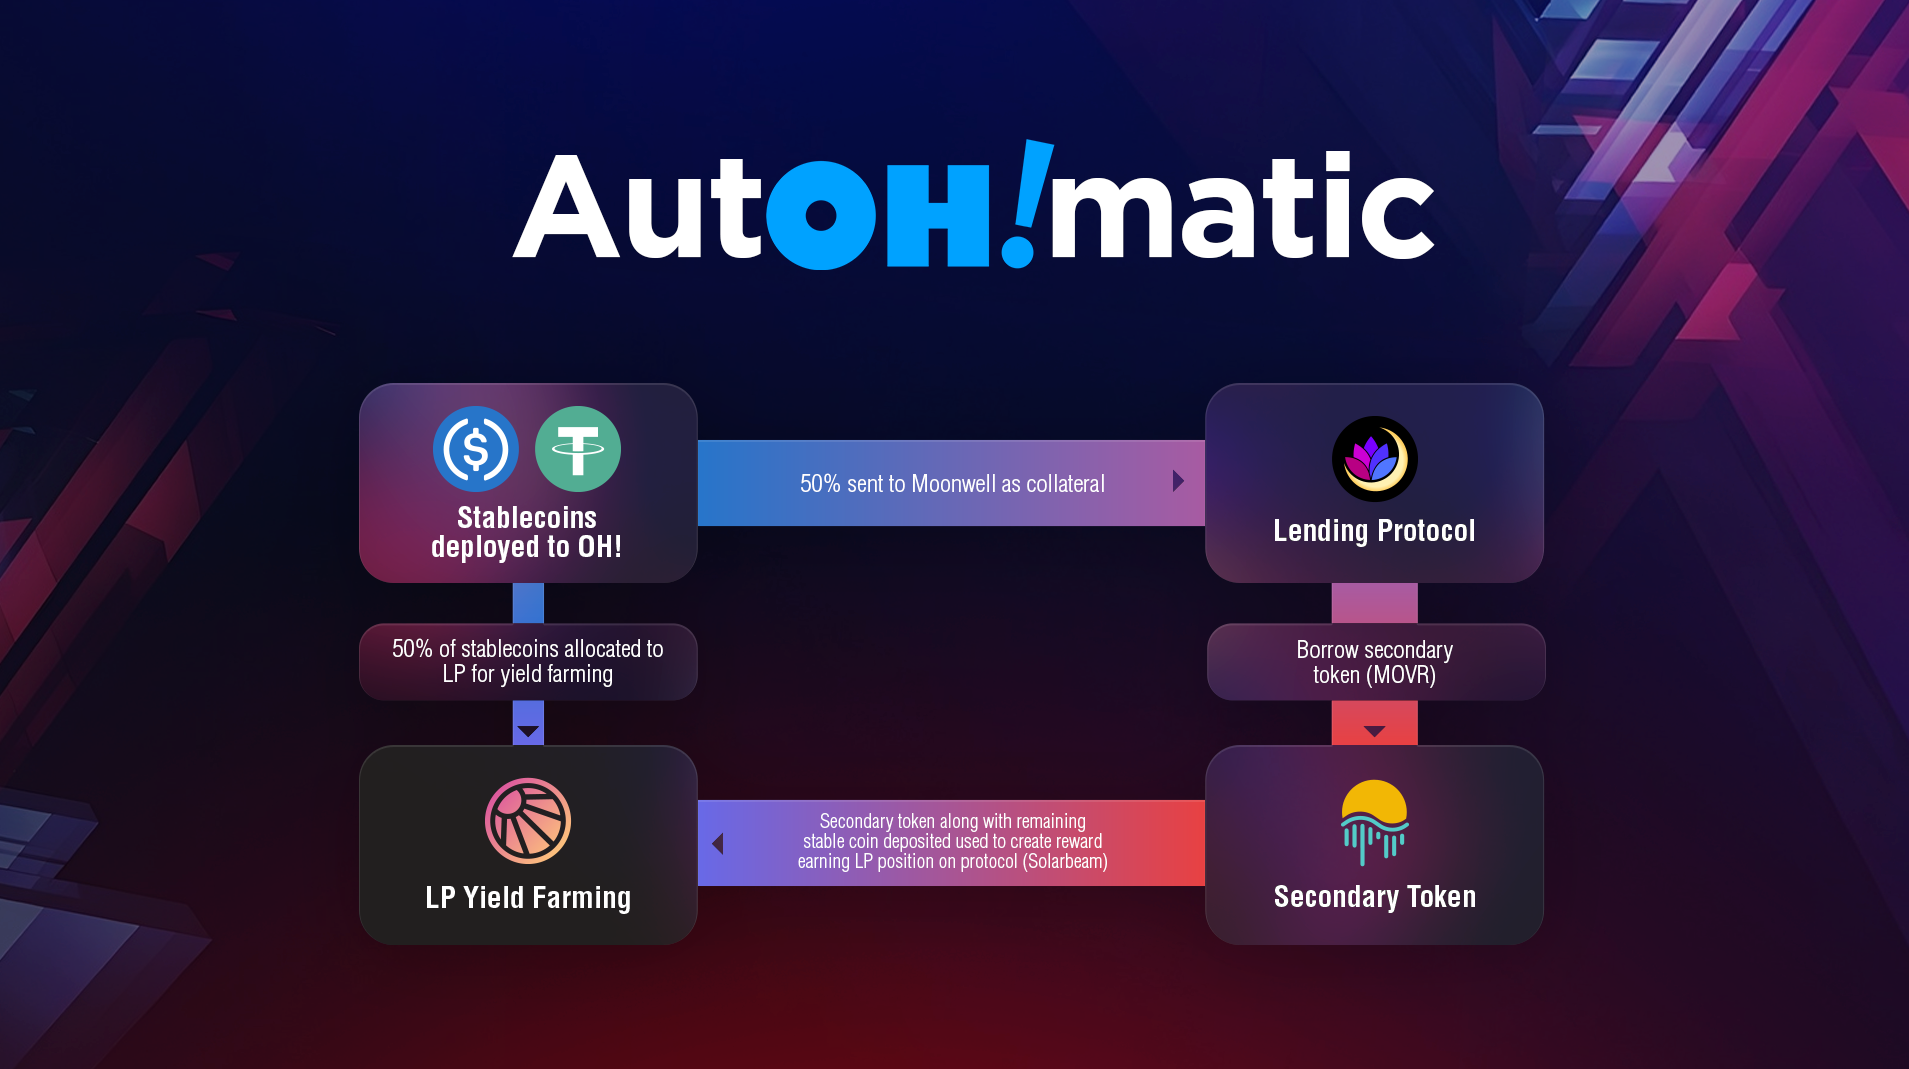 AutOH!matic
Stablecoins
deployed to OH!
50% sent to Moonwell as collateral
Lending Protocol
50% of stablecoins allocated to
LP for yield farming
Borrow secondary
token (MOVR)
LP Yield Farming
Secondary token along with remaining
stable coin deposited used to create reward
earning LP position on protocol (Solarbeam)
Secondary Token